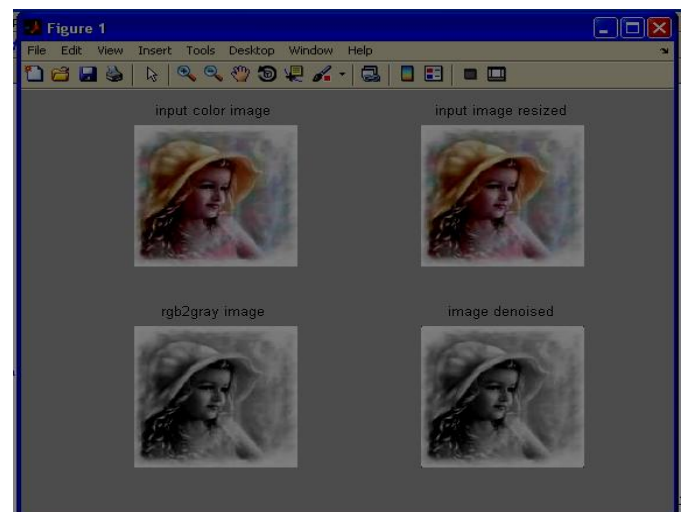 Figure 1
File Edit View Insert Tools Desktop Window Help
input color image
input image resized
rgb2gray image
image denoised